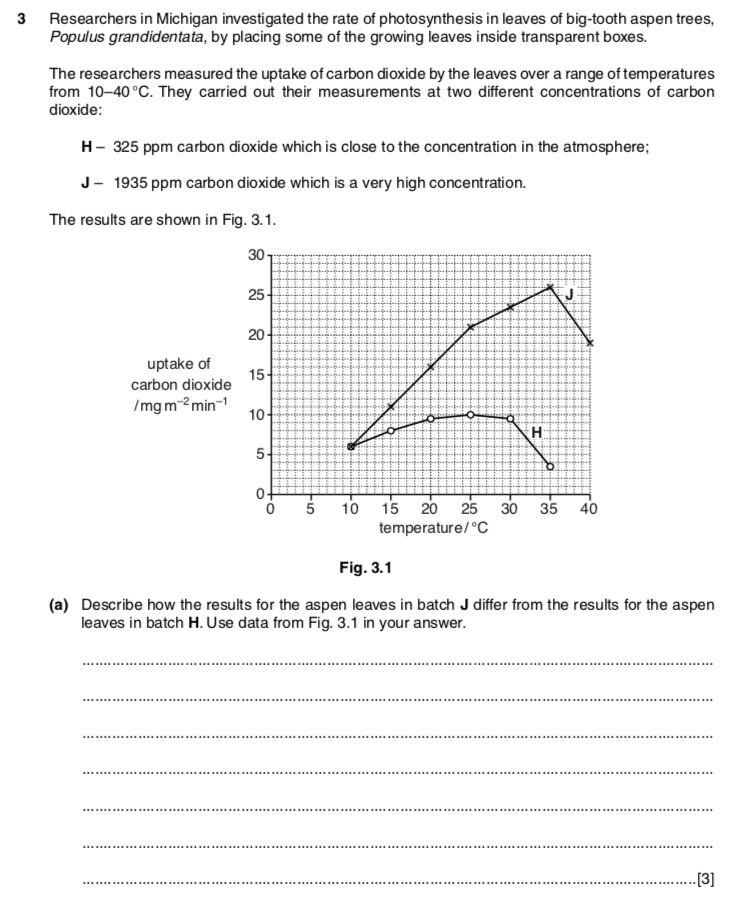 3 Researchers in Michigan investigated the rate of photosynthesis in leaves of big-tooth aspen trees,
Populus grandidentata, by placing some of the growing leaves inside transparent boxes.
The researchers measured the uptake of carbon dioxide by the leaves over a range of temperatures
from 10–40 °C. They carried out their measurements at two different concentrations of carbon
dioxide:
H – 325 ppm carbon dioxide which is close to the concentration in the atmosphere;
J – 1935 ppm carbon dioxide which is a very high concentration.
The results are shown in Fig. 3.1.
30
25
20
15
10
5
0
uptake of
carbon dioxide
/mg m⁻² min⁻¹
J
H
0 5 10 15 20 25 30 35 40
temperature/°C
Fig. 3.1
(a) Describe how the results for the aspen leaves in batch J differ from the results for the aspen
leaves in batch H. Use data from Fig. 3.1 in your answer.
[3]